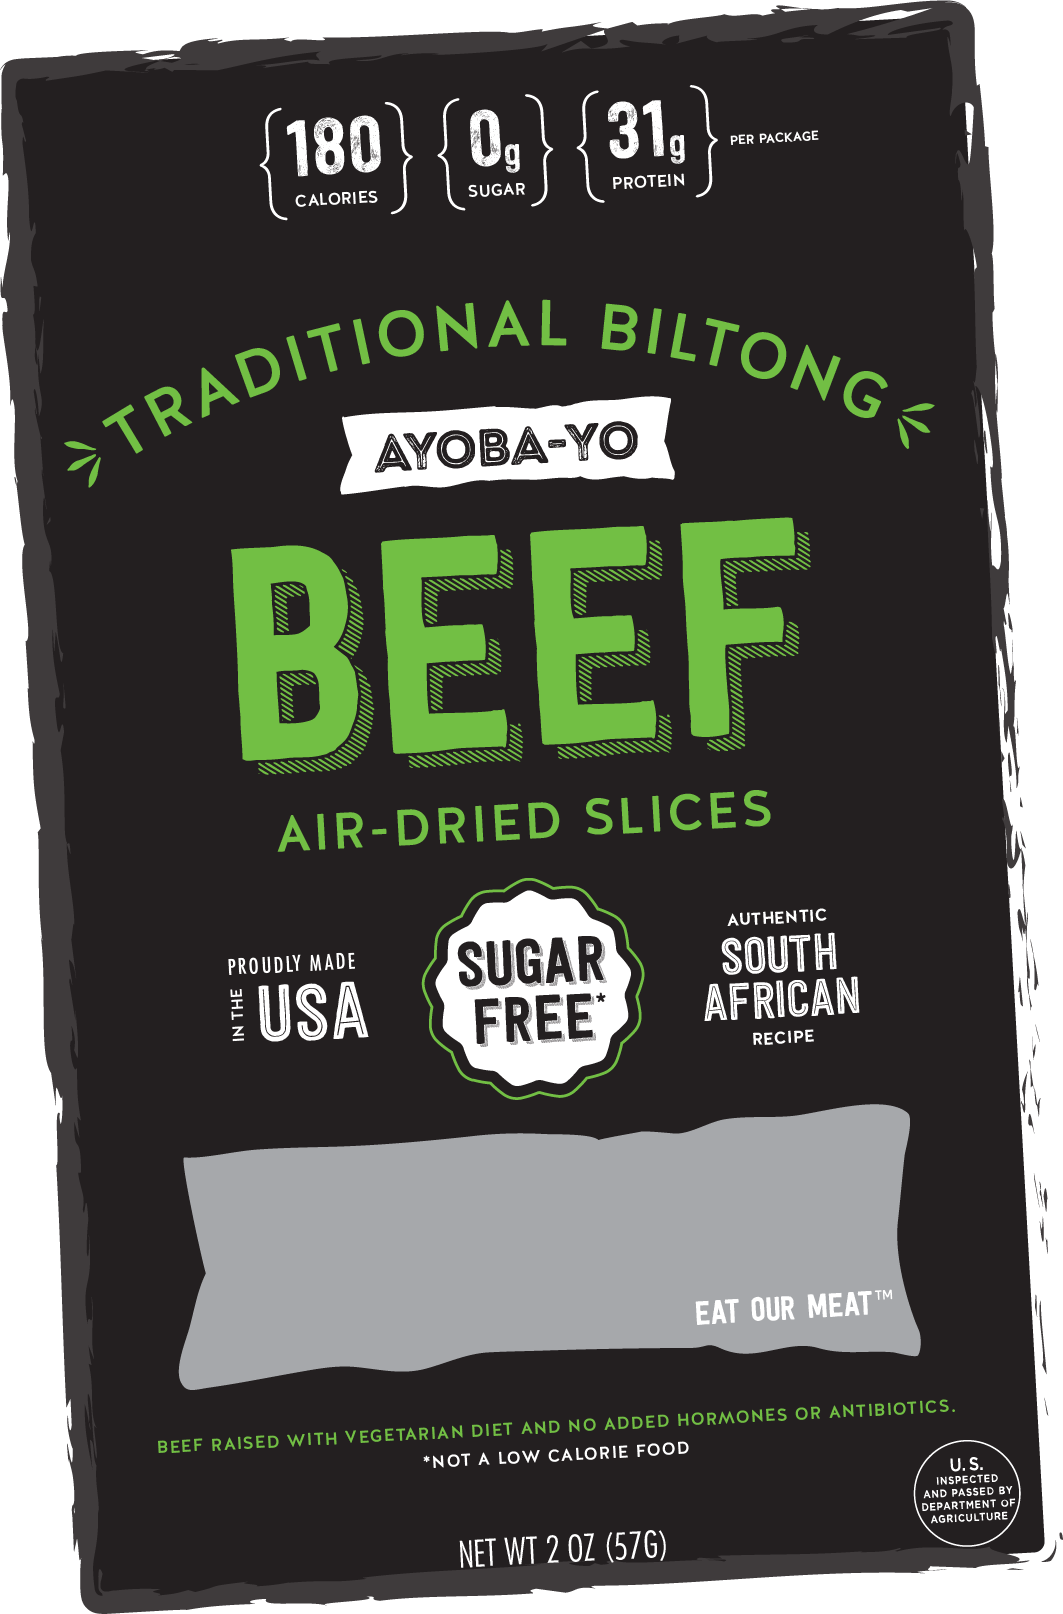 180 CALORIES
0g SUGAR
31g PROTEIN
PER PACKAGE
TRADITIONAL BILTONG
AYOBA-YO
BEEF
AIR-DRIED SLICES
PROUDLY MADE
IN THE USA
SUGAR
FREE*
AUTHENTIC
SOUTH
AFRICAN
RECIPE
EAT OUR MEAT™
BEEF RAISED WITH VEGETARIAN DIET AND NO ADDED HORMONES OR ANTIBIOTICS.
*NOT A LOW CALORIE FOOD
U.S.
INSPECTED
AND PASSED BY
DEPARTMENT OF
AGRICULTURE
NET WT 2 OZ (57G)